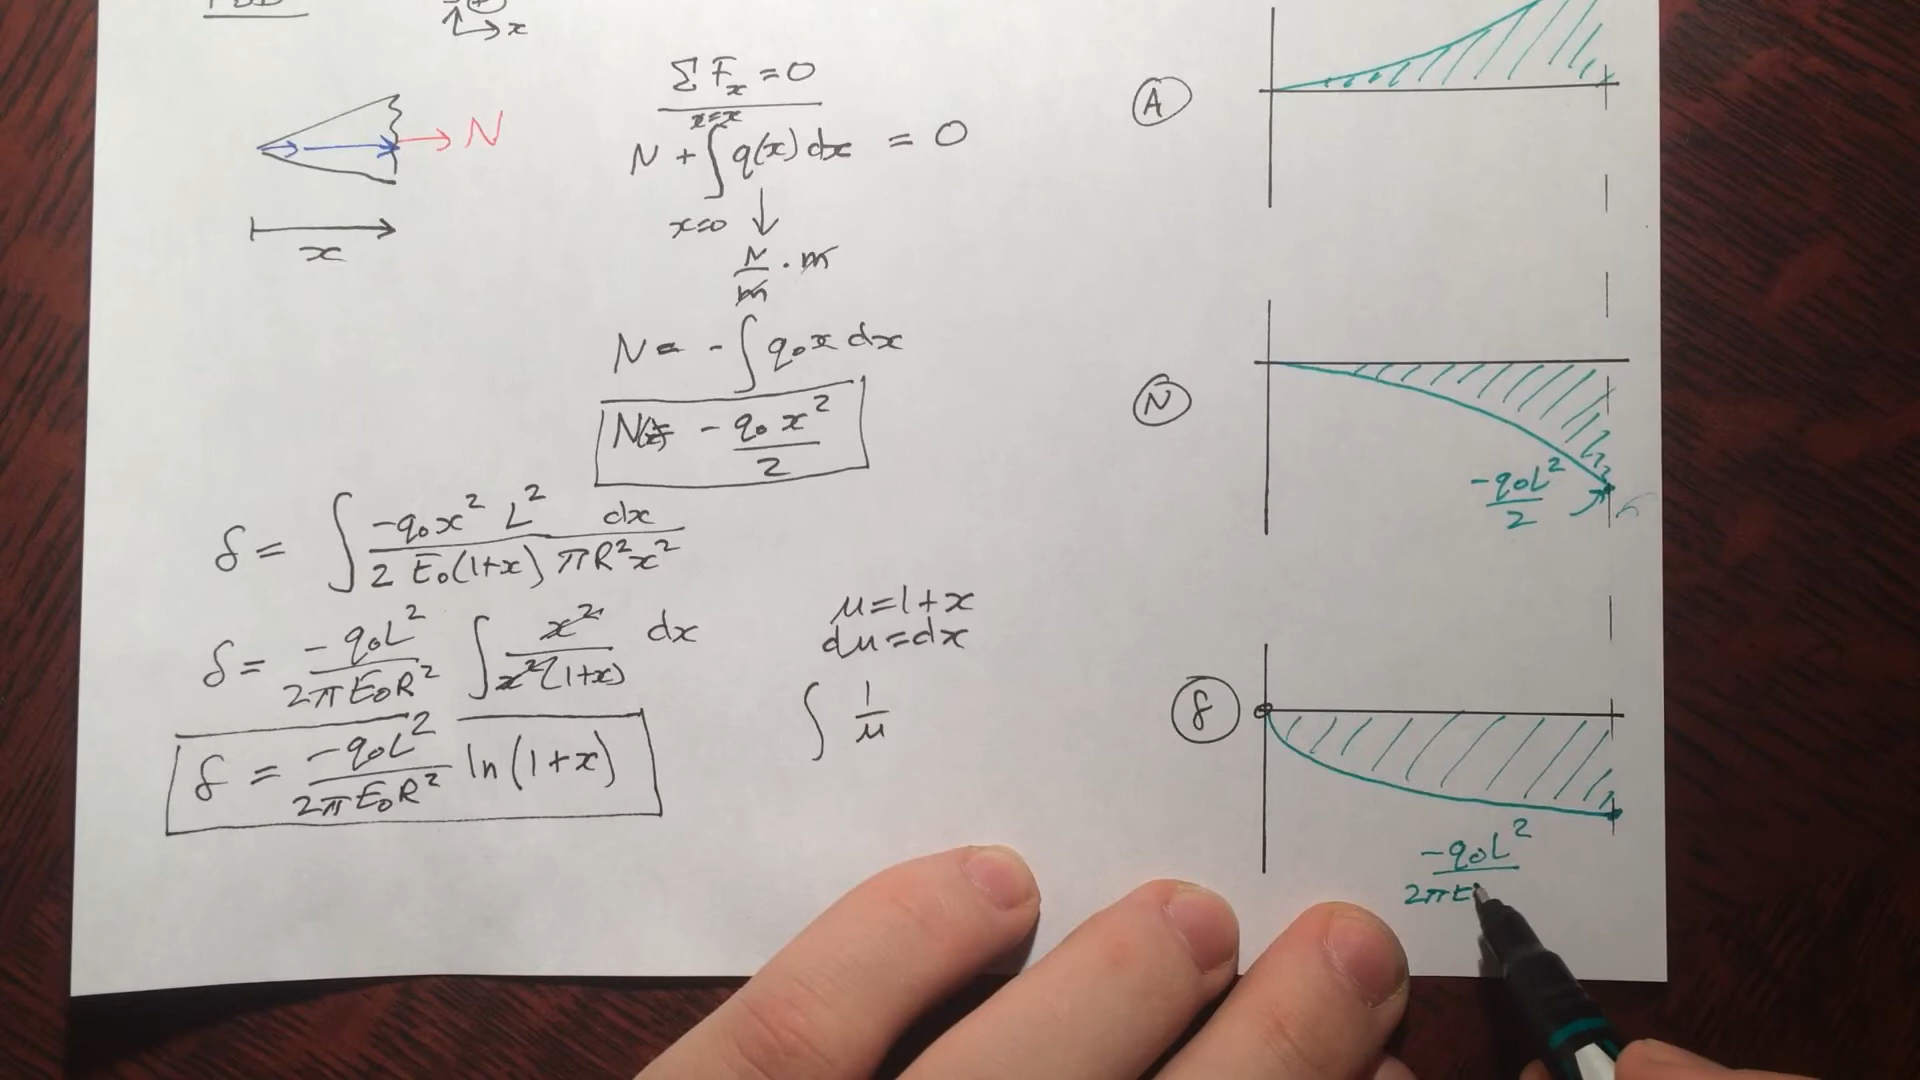 x
ΣFx = 0
x=x
N + ∫ q(x) dx = 0
x=0
N/m · m
N = - ∫ q₀x dx
N(x) = - q₀x²/2
δ = ∫ -q₀x² L² dx / 2 E₀(1+x) πR²x²
δ = -q₀L²/2πE₀R² ∫ x²/x²(1+x) dx
δ = -q₀L²/2πE₀R² ln(1+x)
N
x
u=1+x
du=dx
∫ 1/u
A
N
-q₀L²/2
δ
-q₀L²/2πE